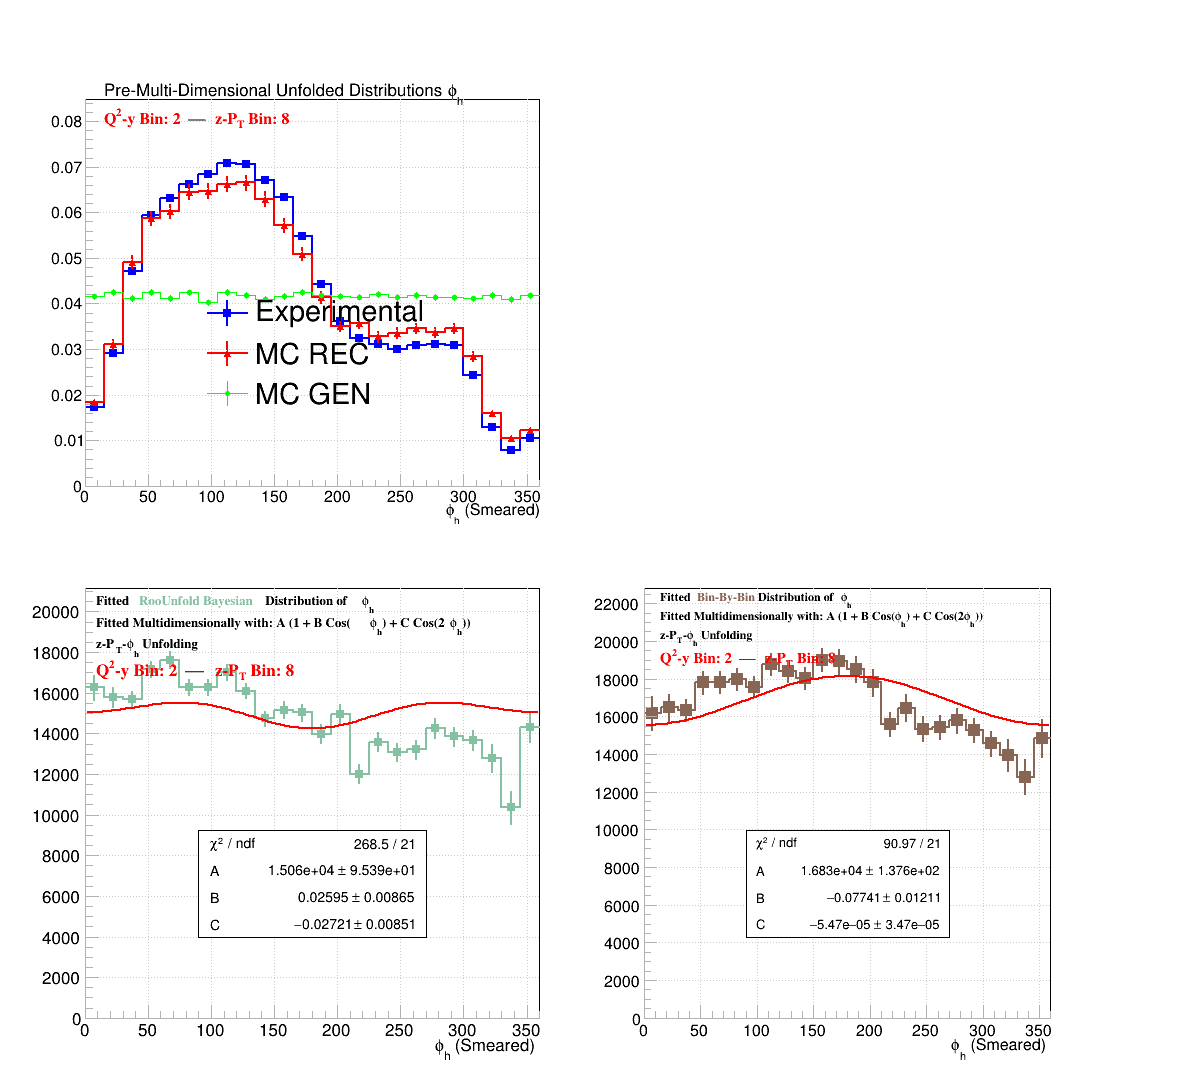 Pre-Multi-Dimensional Unfolded Distributions ϕh
Q2-y Bin: 2 — z-PT Bin: 8
0.08
0.07
0.06
0.05
0.04
0.03
0.02
0.01
0
Experimental
MC REC
MC GEN
0 50 100 150 200 250 300 350
ϕh (Smeared)
Fitted RooUnfold Bayesian Distribution of ϕh
Fitted Multidimensionally with: A (1 + B Cos( ϕh) + C Cos(2 ϕh))
z-PT-ϕh Unfolding
Q2-y Bin: 2 — z-PT Bin: 8
20000
18000
16000
14000
12000
10000
8000
6000
4000
2000
0
χ2 / ndf 268.5 / 21
A 1.506e+04 ± 9.539e+01
B 0.02595 ± 0.00865
C −0.02721 ± 0.00851
0 50 100 150 200 250 300 350
ϕh (Smeared)
Fitted Bin-By-Bin Distribution of ϕh
Fitted Multidimensionally with: A (1 + B Cos(ϕh) + C Cos(2ϕh))
z-PT-ϕh Unfolding
Q2-y Bin: 2 — z-PT Bin: 8
22000
20000
18000
16000
14000
12000
10000
8000
6000
4000
2000
0
χ2 / ndf 90.97 / 21
A 1.683e+04 ± 1.376e+02
B −0.07741 ± 0.01211
C −5.47e−05 ± 3.47e−05
0 50 100 150 200 250 300 350
ϕh (Smeared)